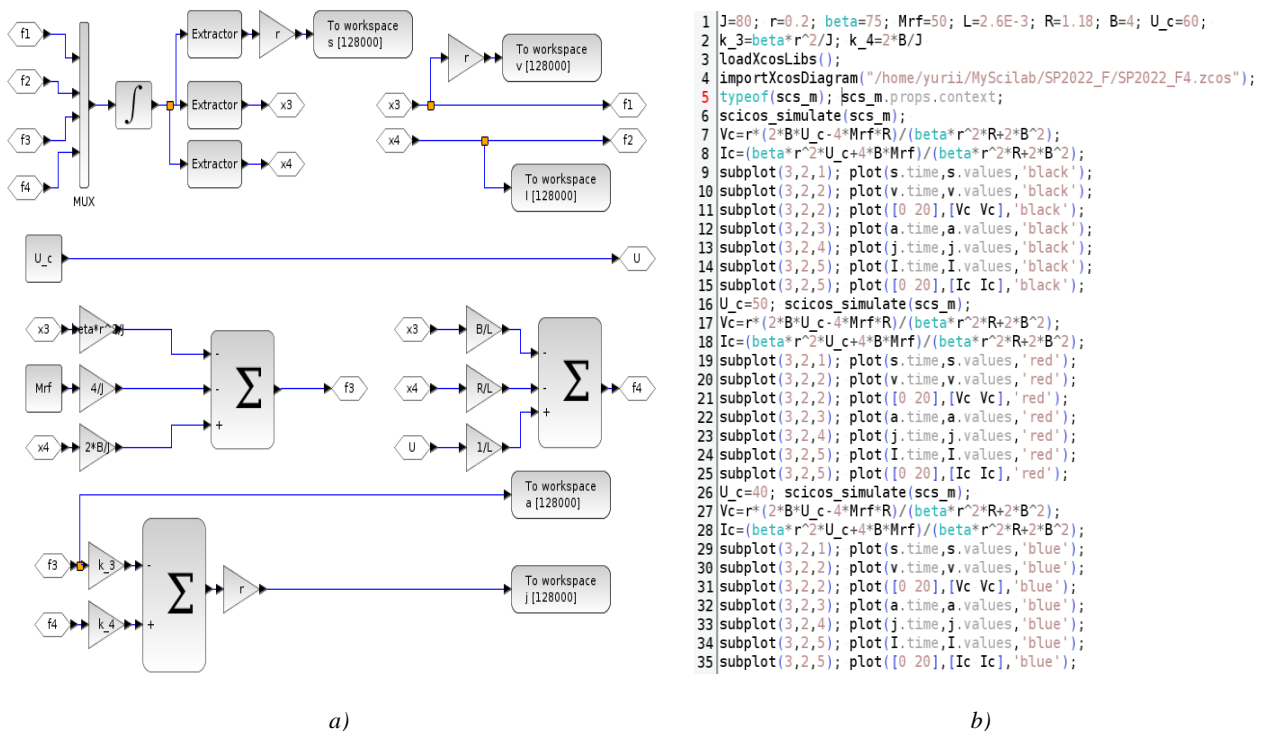 f1
f2
f3
f4
MUX
∫
Extractor
r
To workspace
s [128000]
Extractor
x3
Extractor
x4
r
To workspace
v [128000]
x3
f1
x4
f2
To workspace
I [128000]
U_c
U
x3
Mrf
4/J
x4
2*B/J
-
-
+
Σ
f3
x3
B/L
x4
R/L
U
1/L
-
-
+
Σ
f4
To workspace
a [128000]
f3
k_3
-
f4
k_4
+
Σ
r
To workspace
j [128000]
a)
1 J=80; r=0.2; beta=75; Mrf=50; L=2.6E-3; R=1.18; B=4; U_c=60;
2 k_3=beta*r^2/J; k_4=2*B/J
3 loadXcosLibs();
4 importXcosDiagram("/home/yurii/MyScilab/SP2022_F/SP2022_F4.zcos");
5 typeof(scs_m); scs_m.props.context;
6 scicos_simulate(scs_m);
7 Vc=r*(2*B*U_c-4*Mrf*R)/(beta*r^2*R+2*B^2);
8 Ic=(beta*r^2*U_c+4*B*Mrf)/(beta*r^2*R+2*B^2);
9 subplot(3,2,1); plot(s.time,s.values,'black');
10 subplot(3,2,2); plot(v.time,v.values,'black');
11 subplot(3,2,2); plot([0 20],[Vc Vc],'black');
12 subplot(3,2,3); plot(a.time,a.values,'black');
13 subplot(3,2,4); plot(j.time,j.values,'black');
14 subplot(3,2,5); plot(I.time,I.values,'black');
15 subplot(3,2,5); plot([0 20],[Ic Ic],'black');
16 U_c=50; scicos_simulate(scs_m);
17 Vc=r*(2*B*U_c-4*Mrf*R)/(beta*r^2*R+2*B^2);
18 Ic=(beta*r^2*U_c+4*B*Mrf)/(beta*r^2*R+2*B^2);
19 subplot(3,2,1); plot(s.time,s.values,'red');
20 subplot(3,2,2); plot(v.time,v.values,'red');
21 subplot(3,2,2); plot([0 20],[Vc Vc],'red');
22 subplot(3,2,3); plot(a.time,a.values,'red');
23 subplot(3,2,4); plot(j.time,j.values,'red');
24 subplot(3,2,5); plot(I.time,I.values,'red');
25 subplot(3,2,5); plot([0 20],[Ic Ic],'red');
26 U_c=40; scicos_simulate(scs_m);
27 Vc=r*(2*B*U_c-4*Mrf*R)/(beta*r^2*R+2*B^2);
28 Ic=(beta*r^2*U_c+4*B*Mrf)/(beta*r^2*R+2*B^2);
29 subplot(3,2,1); plot(s.time,s.values,'blue');
30 subplot(3,2,2); plot(v.time,v.values,'blue');
31 subplot(3,2,2); plot([0 20],[Vc Vc],'blue');
32 subplot(3,2,3); plot(a.time,a.values,'blue');
33 subplot(3,2,4); plot(j.time,j.values,'blue');
34 subplot(3,2,5); plot(I.time,I.values,'blue');
35 subplot(3,2,5); plot([0 20],[Ic Ic],'blue');
b)